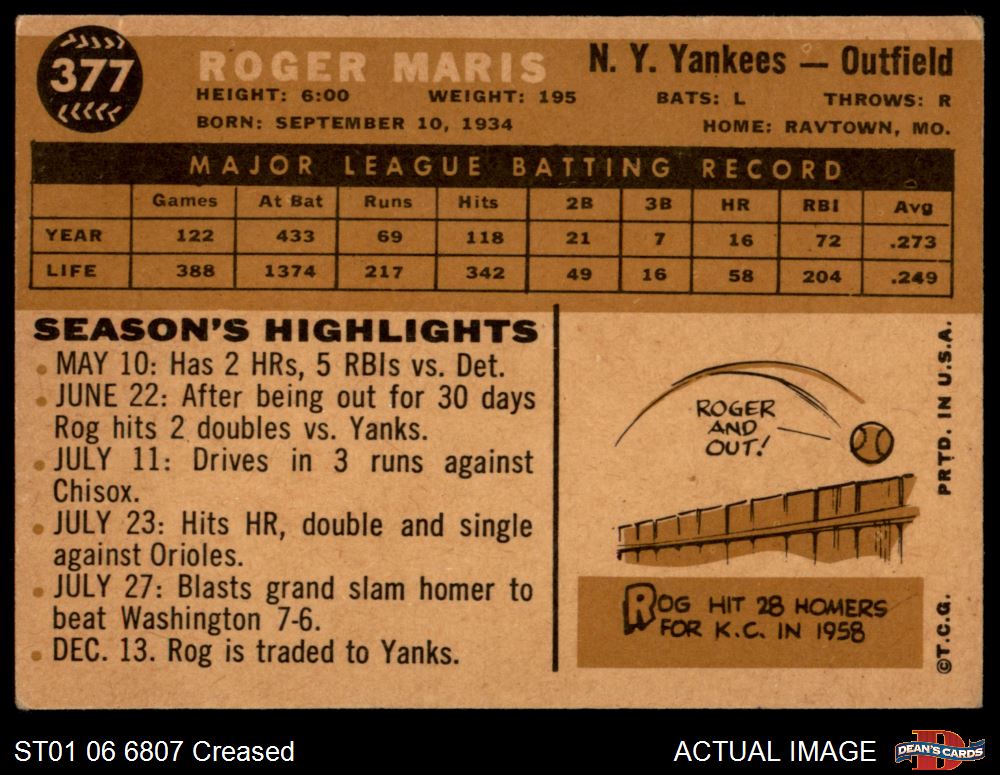 377
ROGER MARIS
N. Y. Yankees — Outfield
HEIGHT: 6:00 WEIGHT: 195 BATS: L THROWS: R
BORN: SEPTEMBER 10, 1934 HOME: RAVTOWN, MO.
MAJOR LEAGUE BATTING RECORD
Games At Bat Runs Hits 2B 3B HR RBI Avg
YEAR 122 433 69 118 21 7 16 72 .273
LIFE 388 1374 217 342 49 16 58 204 .249
SEASON'S HIGHLIGHTS
• MAY 10: Has 2 HRs, 5 RBIs vs. Det.
• JUNE 22: After being out for 30 days
Rog hits 2 doubles vs. Yanks.
• JULY 11: Drives in 3 runs against
Chisox.
• JULY 23: Hits HR, double and single
against Orioles.
• JULY 27: Blasts grand slam homer to
beat Washington 7-6.
• DEC. 13. Rog is traded to Yanks.
ROGER
AND
OUT!
ROG HIT 28 HOMERS
FOR K.C. IN 1958
©T.C.G. PRTD. IN U.S.A.
ST01 06 6807 Creased
ACTUAL IMAGE
D
DEAN'S CARDS